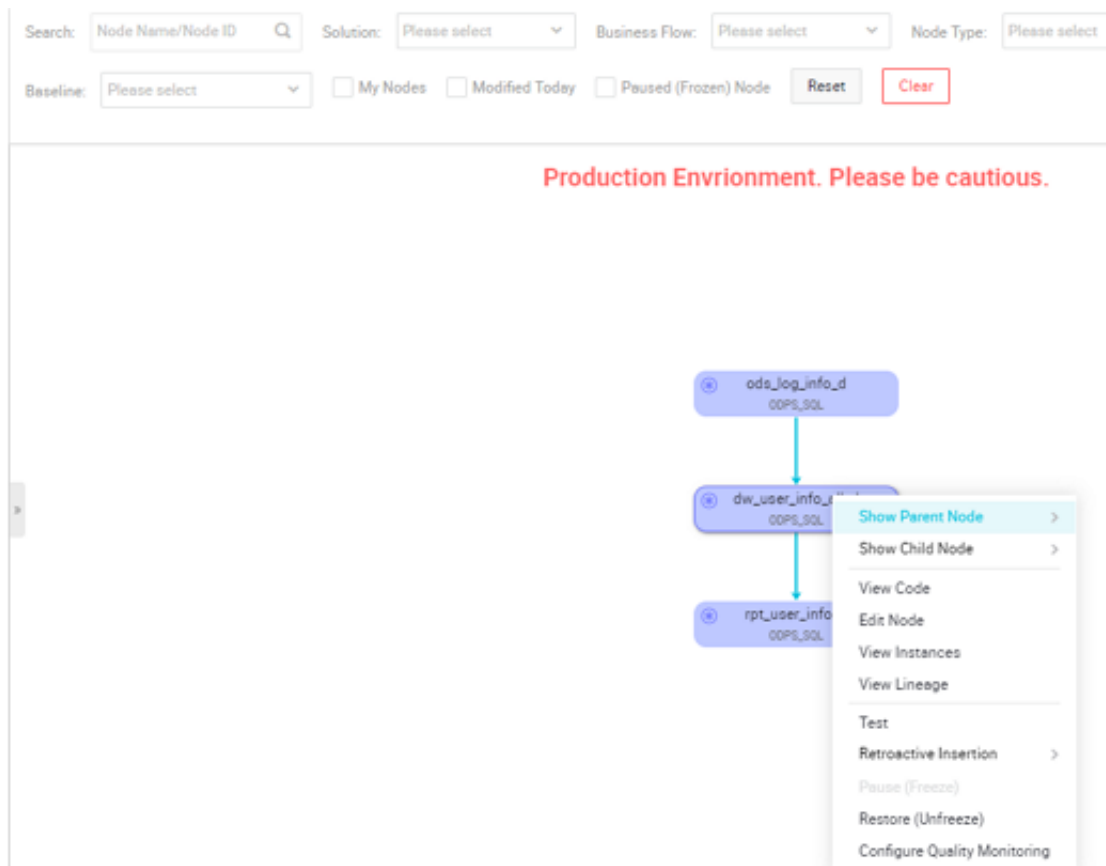 Search: Node Name/Node ID Solution: Please select Business Flow: Please select Node Type: Please select
Baseline: Please select My Nodes Modified Today Paused (Frozen) Node Reset Clear
Production Envrionment. Please be cautious.
ods_log_info_d
ODPS_SQL
dw_user_info_
ODPS_SQL
rpt_user_info
ODPS_SQL
Show Parent Node
Show Child Node
View Code
Edit Node
View Instances
View Lineage
Test
Retroactive Insertion
Pause (Freeze)
Restore (Unfreeze)
Configure Quality Monitoring